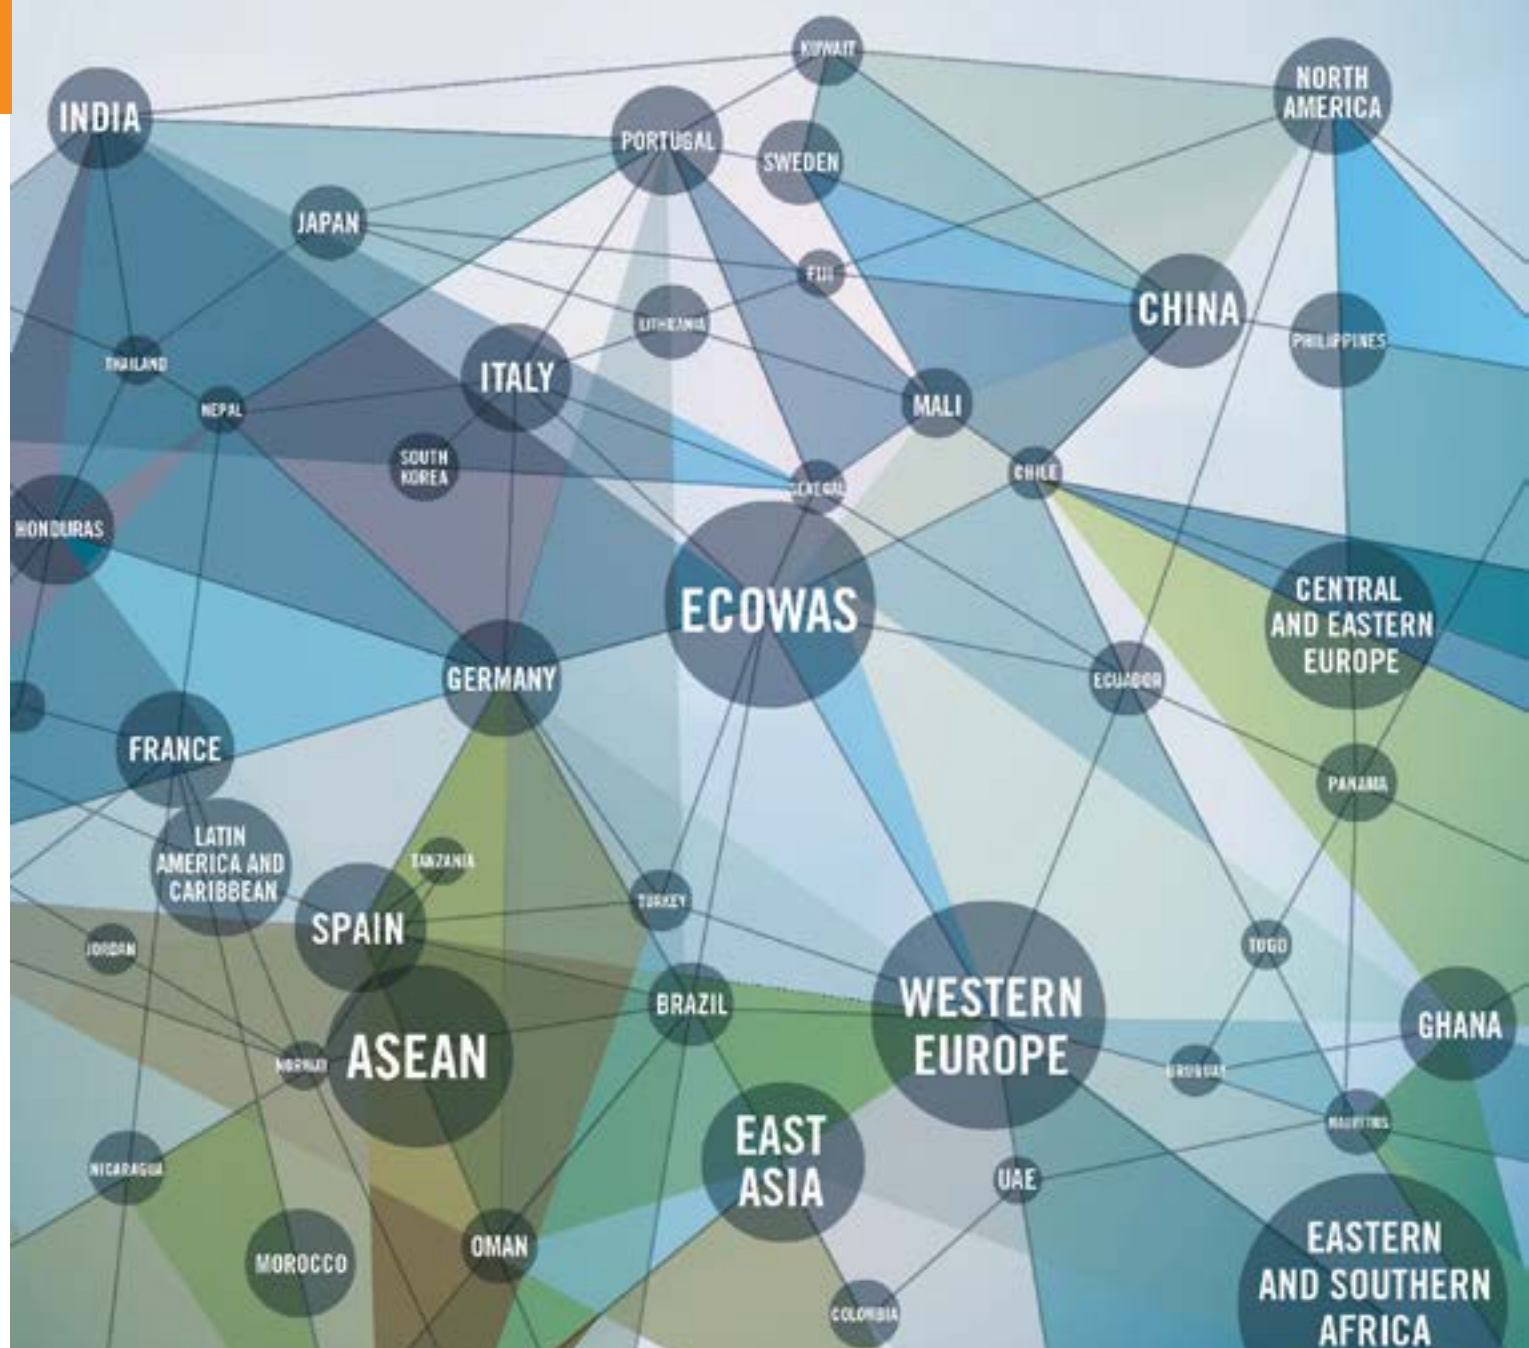 KUWAIT
INDIA
NORTH
AMERICA
PORTUGAL
SWEDEN
JAPAN
FIJI
CHINA
LITHUANIA
PHILIPPINES
THAILAND
ITALY
NEPAL
MALI
SOUTH
KOREA
CHILE
SENEGAL
HONDURAS
ECOWAS
CENTRAL
AND EASTERN
EUROPE
GERMANY
ECUADOR
FRANCE
PANAMA
LATIN
AMERICA AND
CARIBBEAN
TANZANIA
SPAIN
TURKEY
JORDAN
TOGO
BRAZIL
WESTERN
EUROPE
GHANA
ASEAN
NORWAY
URUGUAY
MAURITIUS
EAST
ASIA
NICARAGUA
UAE
MOROCCO
OMAN
EASTERN
AND SOUTHERN
AFRICA
COLOMBIA